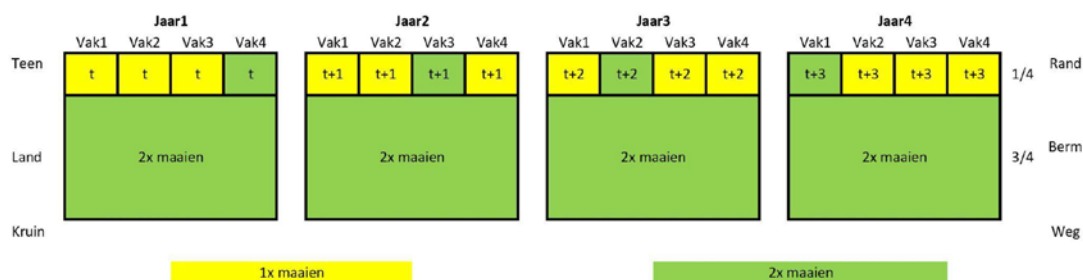 Jaar1 Jaar2 Jaar3 Jaar4
Vak1 Vak2 Vak3 Vak4 Vak1 Vak2 Vak3 Vak4 Vak1 Vak2 Vak3 Vak4 Vak1 Vak2 Vak3 Vak4
Teen t t t t t+1 t+1 t+1 t+1 t+2 t+2 t+2 t+2 t+3 t+3 t+3 t+3 1/4 Rand
Land 2x maaien 2x maaien 2x maaien 2x maaien 3/4 Berm
Kruin Weg
1x maaien 2x maaien